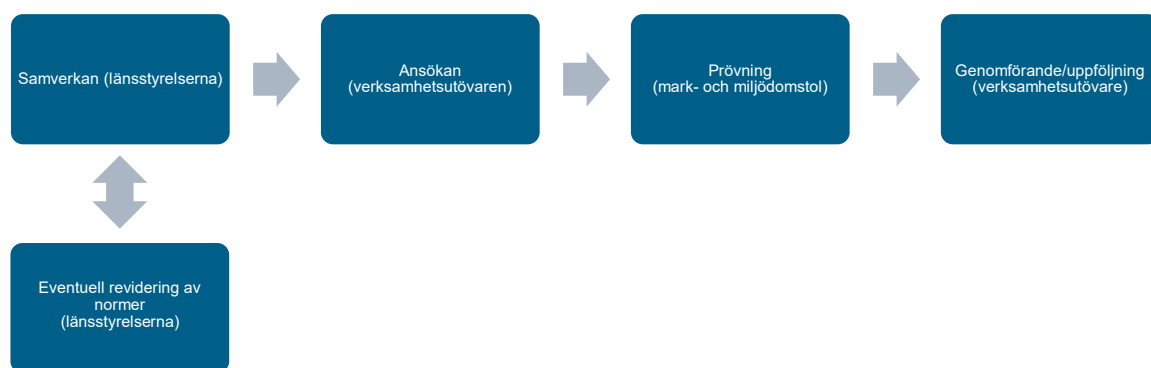 Samverkan (länsstyrelserna)
Ansökan
(verksamhetsutövaren)
Prövning
(mark- och miljödomstol)
Genomförande/uppföljning
(verksamhetsutövare)
Eventuell revidering av
normer
(länsstyrelserna)